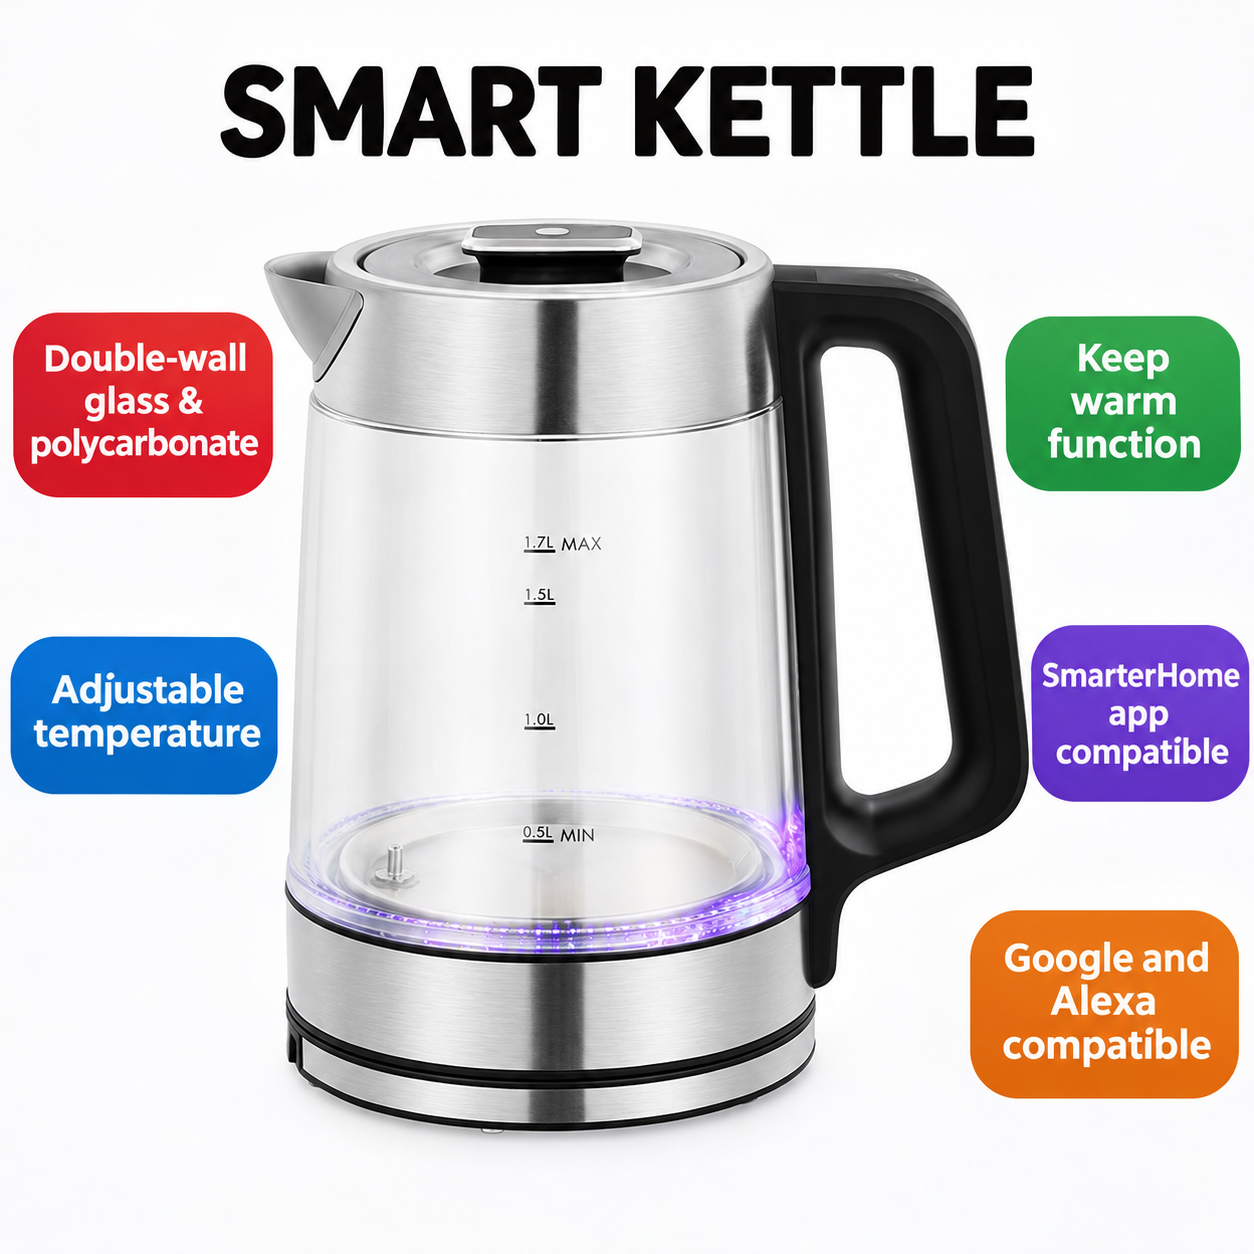 SMART KETTLE
Double-wall
glass &
polycarbonate
Keep
warm
function
1.7L MAX
1.5L
Adjustable
temperature
SmarterHome
app
compatible
1.0L
0.5L MIN
Google and
Alexa
compatible